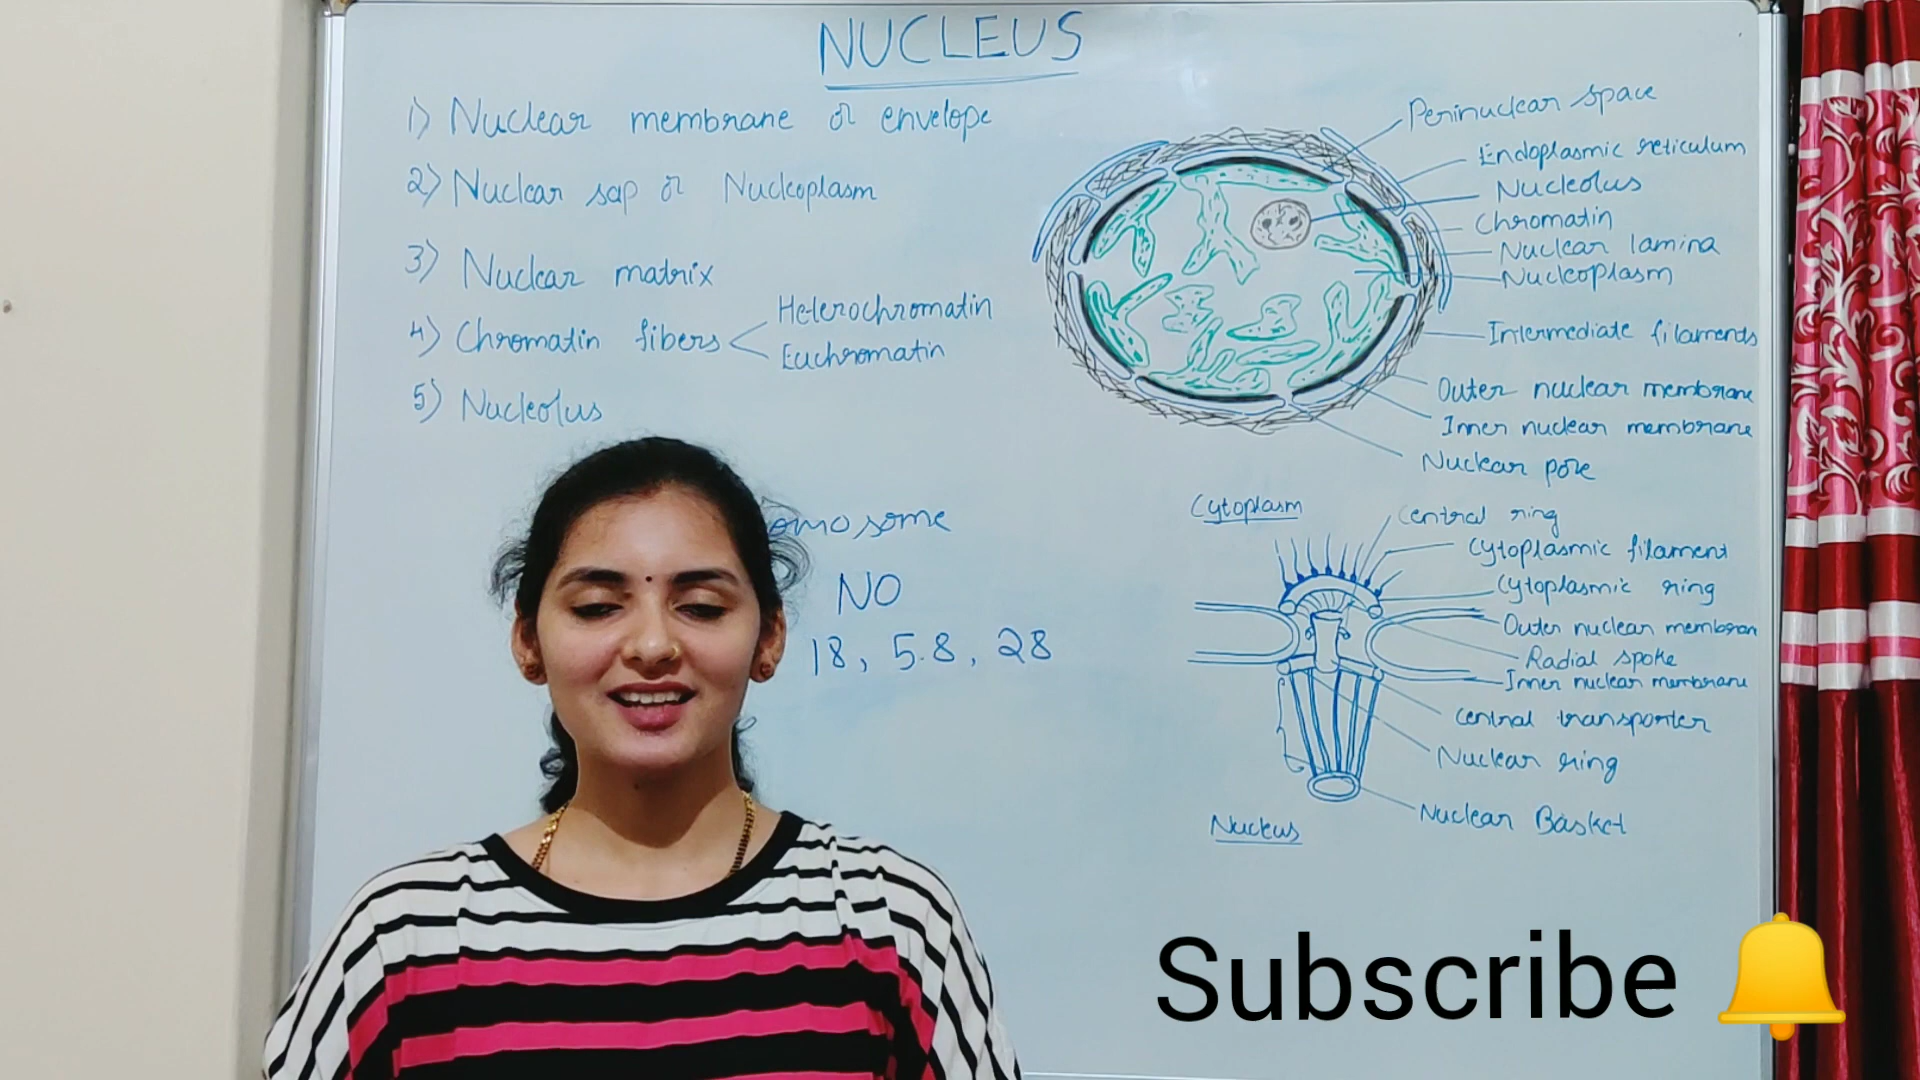 NUCLEUS
1) Nuclear membrane or envelope
2) Nuclear sap or Nucleoplasm
3) Nuclear matrix
4) Chromatin fibers < Heterochromatin
Euchromatin
5) Nucleolus
omosome
NO
18, 5.8, 28
Perinuclear space
Endoplasmic reticulum
Nucleolus
Chromatin
Nuclear lamina
Nucleoplasm
Intermediate filaments
Outer nuclear membrane
Inner nuclear membrane
Nuclear pore
Cytoplasm
Central ring
Cytoplasmic filament
Cytoplasmic ring
Outer nuclear membran
Radial spoke
Inner nuclear membrane
Central transporter
Nuclear ring
Nuclear Basket
Nucleus
Subscribe